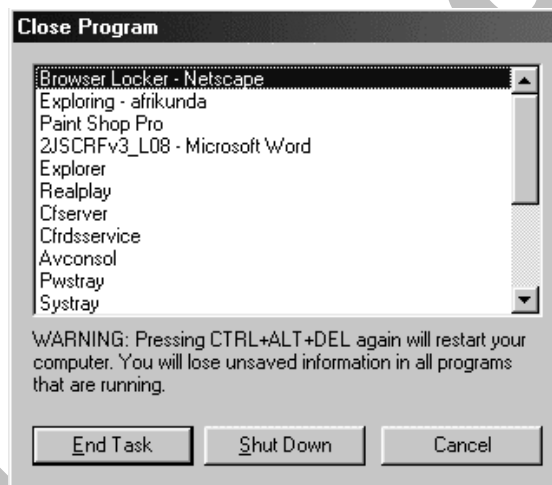 Close Program
Browser Locker - Netscape
Exploring - afrikunda
Paint Shop Pro
2JSCRFv3_L08 - Microsoft Word
Explorer
Realplay
Cfserver
Cfrdsservice
Avconsol
Pwstray
Systray
WARNING: Pressing CTRL+ALT+DEL again will restart your
computer. You will lose unsaved information in all programs
that are running.
End Task Shut Down Cancel